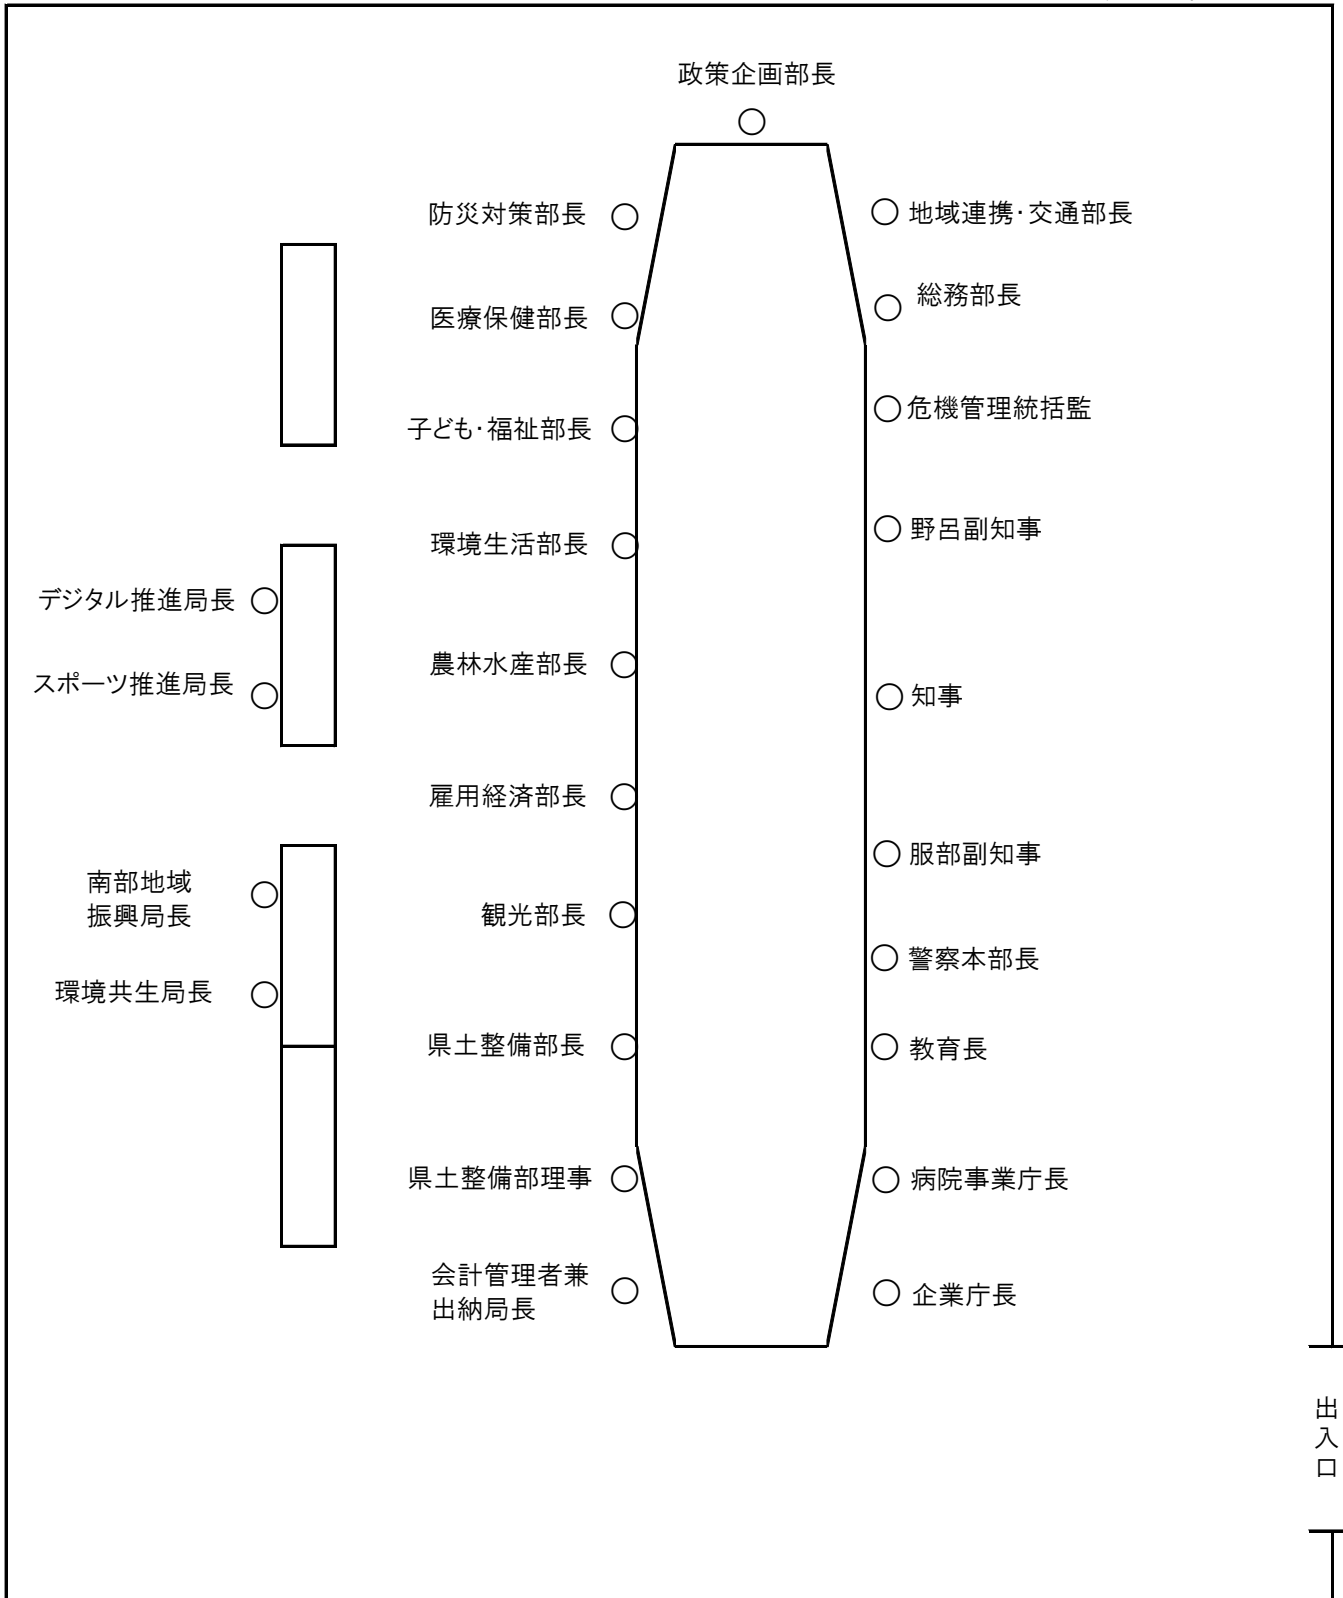 政策企画部長
防災対策部長
地域連携・交通部長
医療保健部長
総務部長
子ども・福祉部長
危機管理統括監
環境生活部長
野呂副知事
デジタル推進局長
農林水産部長
スポーツ推進局長
知事
雇用経済部長
服部副知事
南部地域
振興局長
観光部長
警察本部長
環境共生局長
県土整備部長
教育長
県土整備部理事
病院事業庁長
会計管理者兼
出納局長
企業庁長
出入口